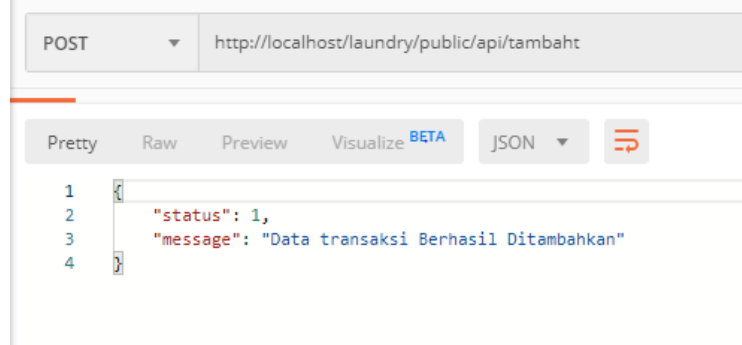 POST http://localhost/laundry/public/api/tambaht
Pretty Raw Preview Visualize BETA JSON
1 {
2 "status": 1,
3 "message": "Data transaksi Berhasil Ditambahkan"
4 }